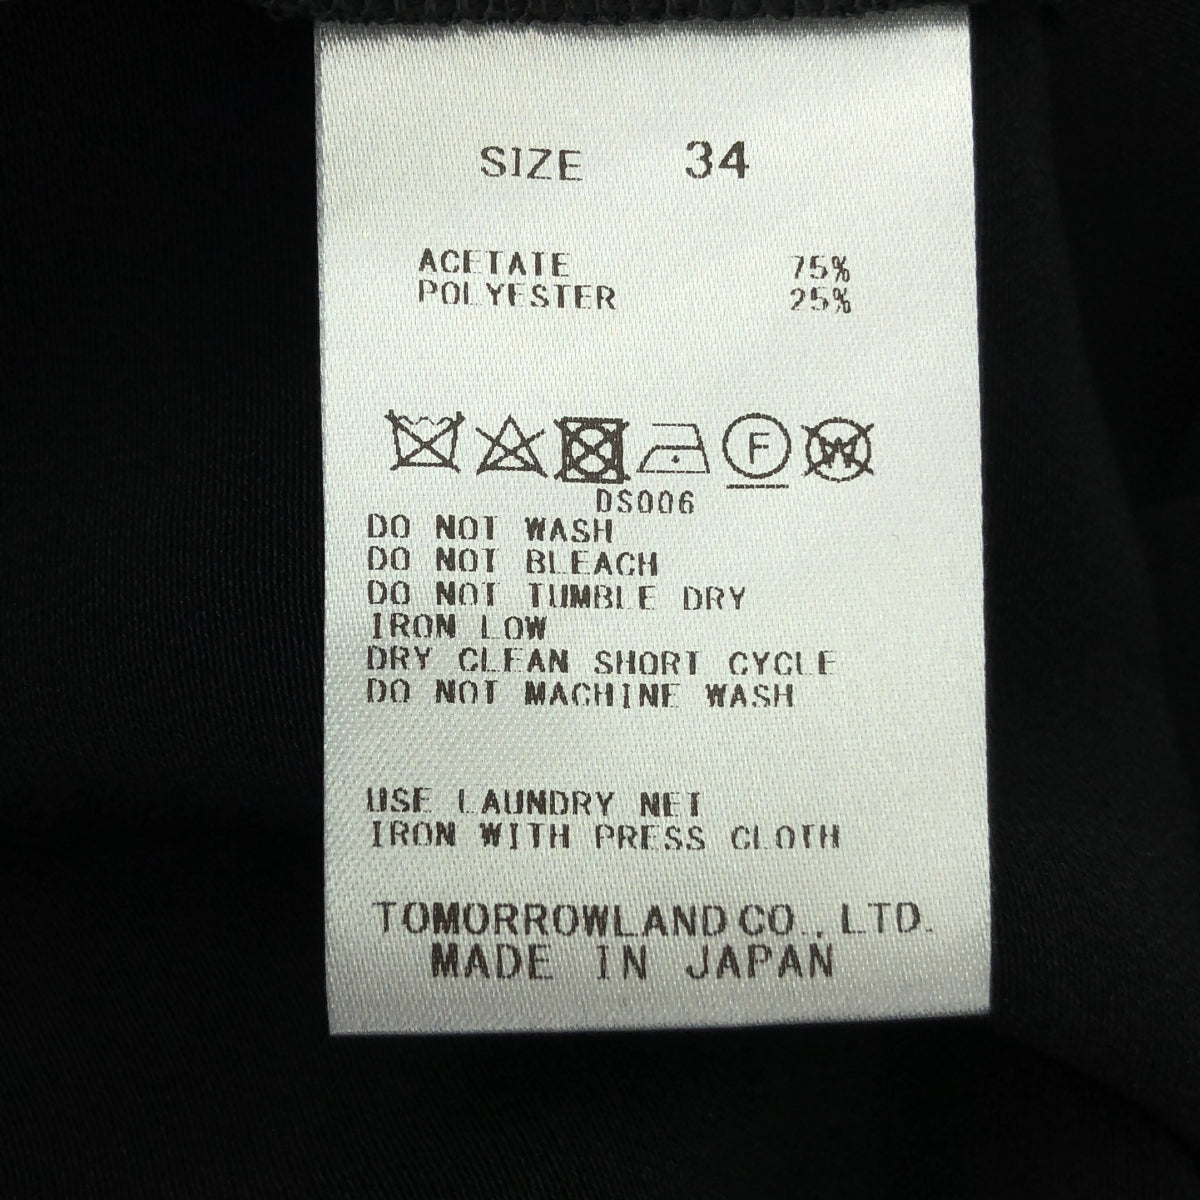 SIZE 34
ACETATE 75%
POLYESTER 25%
F W
DS006
DO NOT WASH
DO NOT BLEACH
DO NOT TUMBLE DRY
IRON LOW
DRY CLEAN SHORT CYCLE
DO NOT MACHINE WASH
USE LAUNDRY NET
IRON WITH PRESS CLOTH
TOMORROWLAND CO., LTD.
MADE IN JAPAN